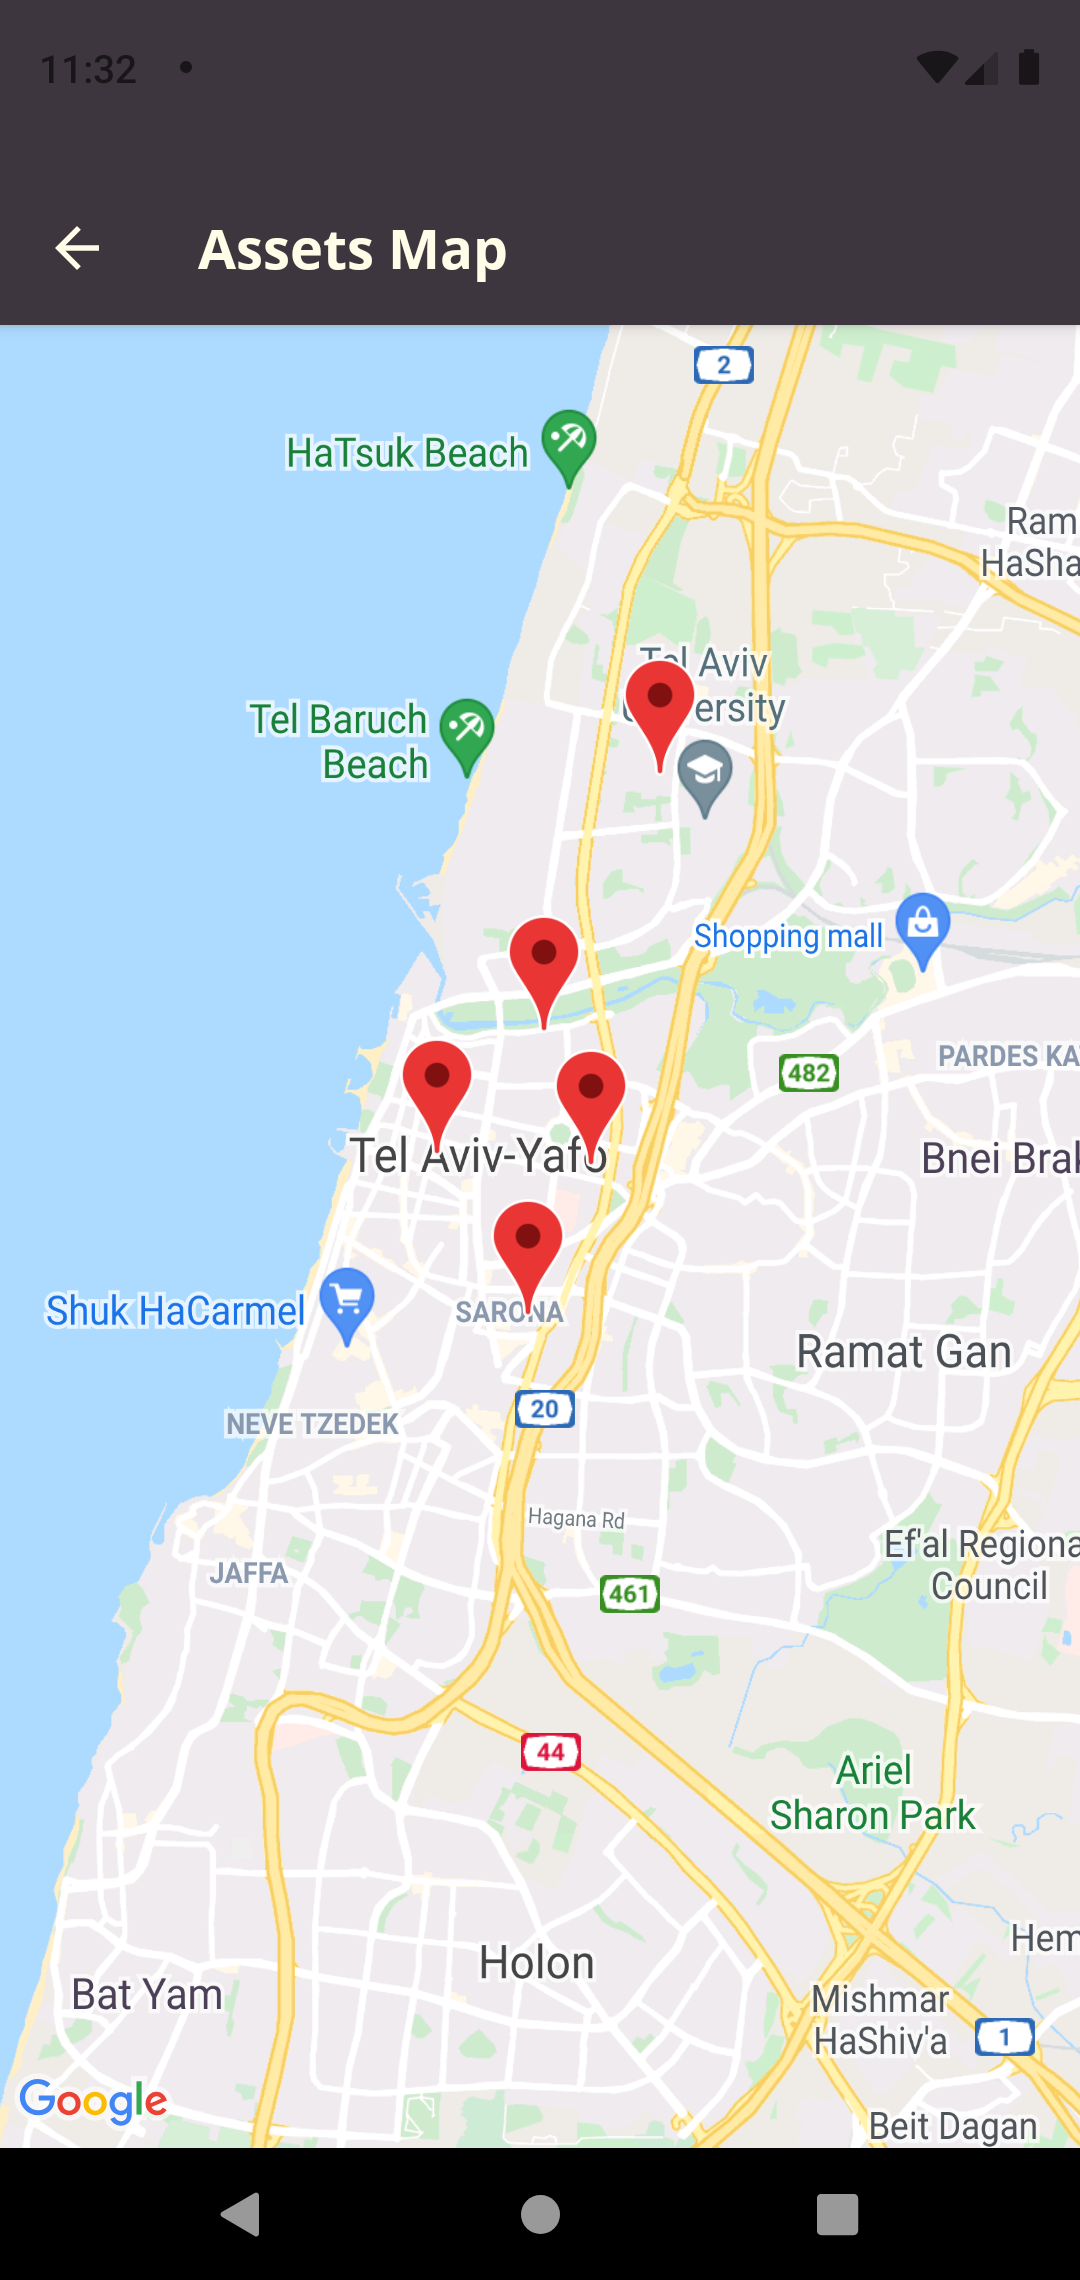 11:32
Assets Map
2
HaTsuk Beach
Ram
HaSha
Tel Aviv
ersity
Tel Baruch
Beach
Shopping mall
482
PARDES KA
Tel Aviv-Yafo
Bnei Brak
Shuk HaCarmel
SARONA
Ramat Gan
20
NEVE TZEDEK
Hagana Rd
Ef'al Regiona
Council
JAFFA
461
44
Ariel
Sharon Park
Hem
Holon
Bat Yam
Mishmar
HaShiv'a
1
Google
Beit Dagan